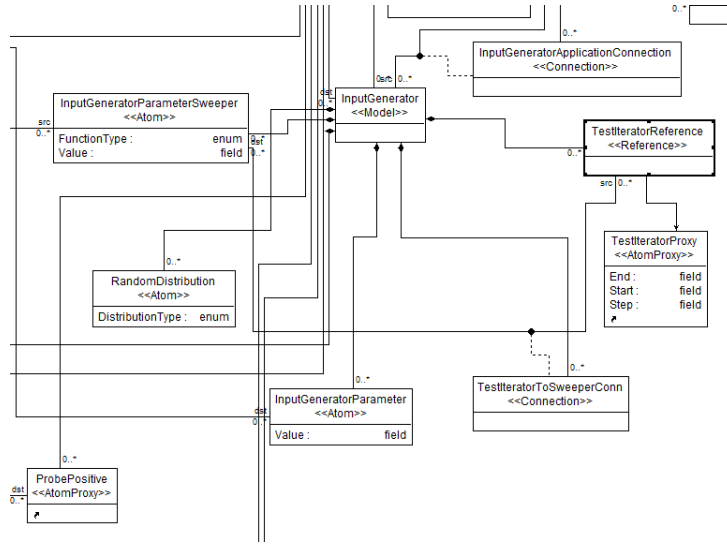 0..*
0..*
InputGeneratorApplicationConnection
<<Connection>>
0src
0..*
dst
0..*
InputGenerator
<<Model>>
InputGeneratorParameterSweeper
<<Atom>>
FunctionType : enum
Value : field
src
0..*
0..*
dst
0..*
TestIteratorReference
<<Reference>>
0..*
src
0..*
TestIteratorProxy
<<AtomProxy>>
End : field
Start : field
Step : field
0..*
RandomDistribution
<<Atom>>
DistributionType : enum
0..*
0..*
TestIteratorToSweeperConn
<<Connection>>
InputGeneratorParameter
<<Atom>>
Value : field
dst
0..*
0..*
ProbePositive
<<AtomProxy>>
dst
0..*